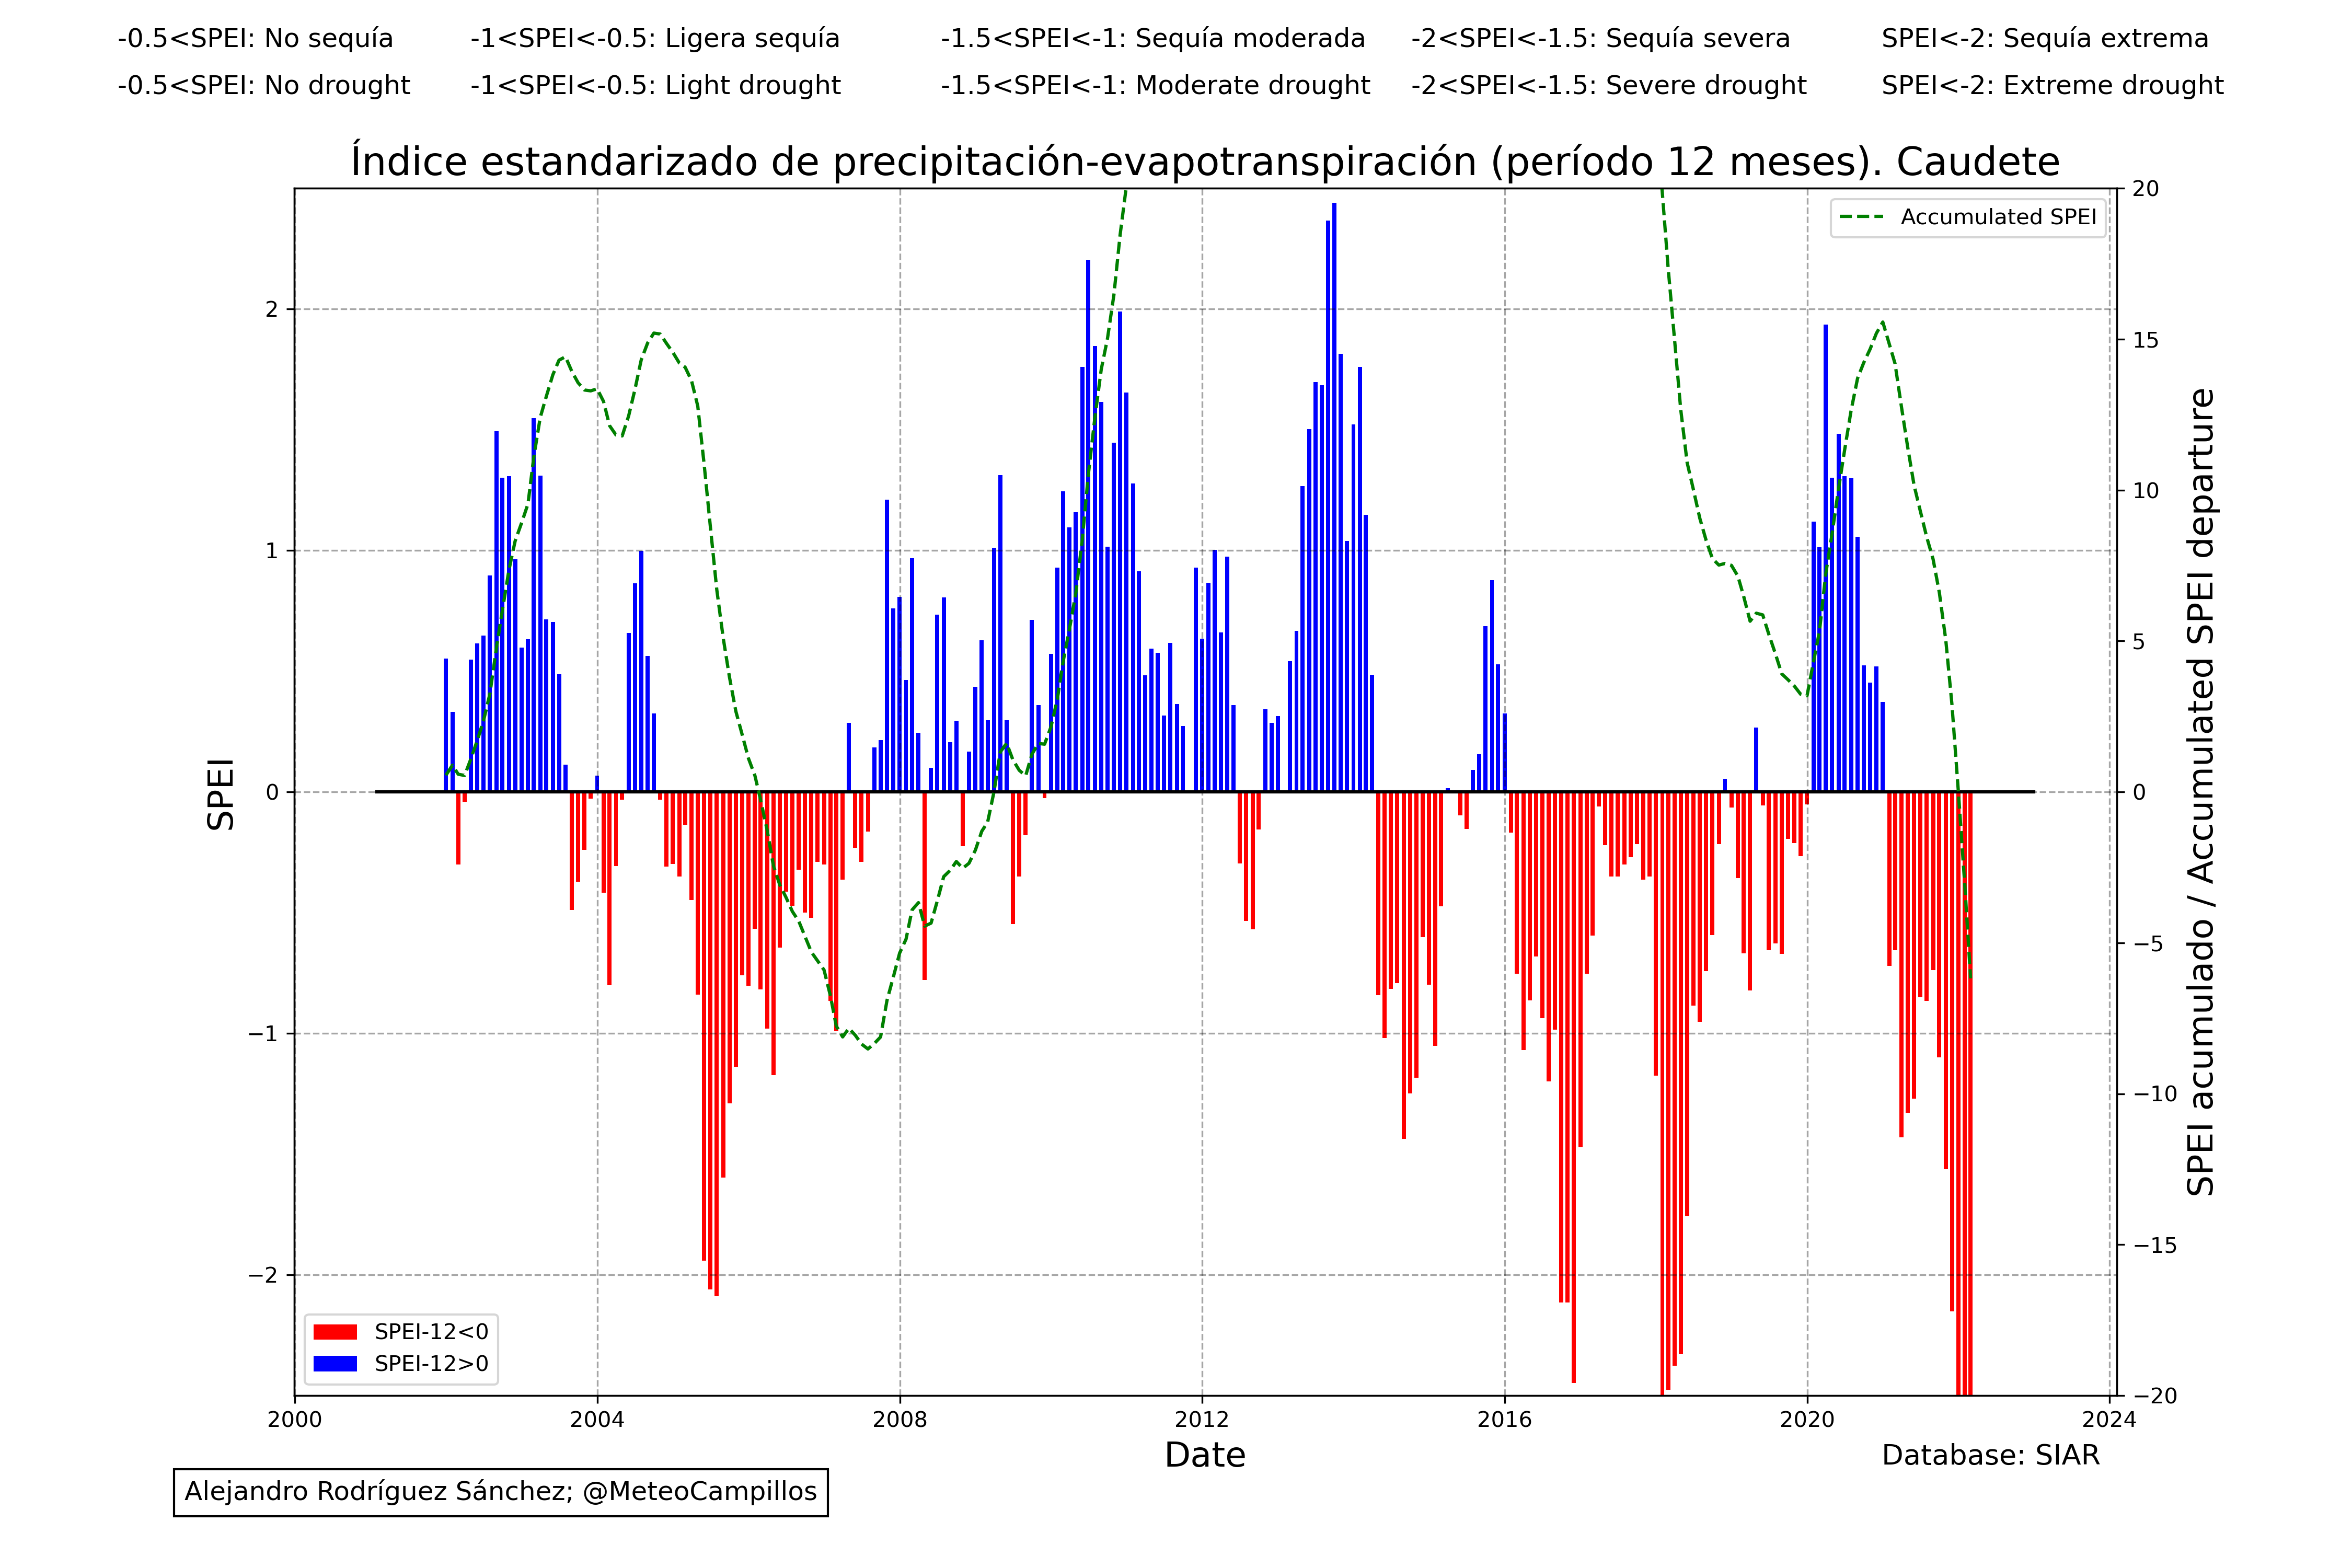 -0.5<SPEI: No sequía -1<SPEI<-0.5: Ligera sequía -1.5<SPEI<-1: Sequía moderada -2<SPEI<-1.5: Sequía severa SPEI<-2: Sequía extrema
-0.5<SPEI: No drought -1<SPEI<-0.5: Light drought -1.5<SPEI<-1: Moderate drought -2<SPEI<-1.5: Severe drought SPEI<-2: Extreme drought
Índice estandarizado de precipitación-evapotranspiración (período 12 meses). Caudete
Accumulated SPEI
2
1
0
−1
−2
SPEI
20
15
10
5
0
−5
−10
−15
−20
SPEI acumulado / Accumulated SPEI departure
SPEI-12<0
SPEI-12>0
2000 2004 2008 2012 2016 2020 2024
Date
Database: SIAR
Alejandro Rodríguez Sánchez; @MeteoCampillos